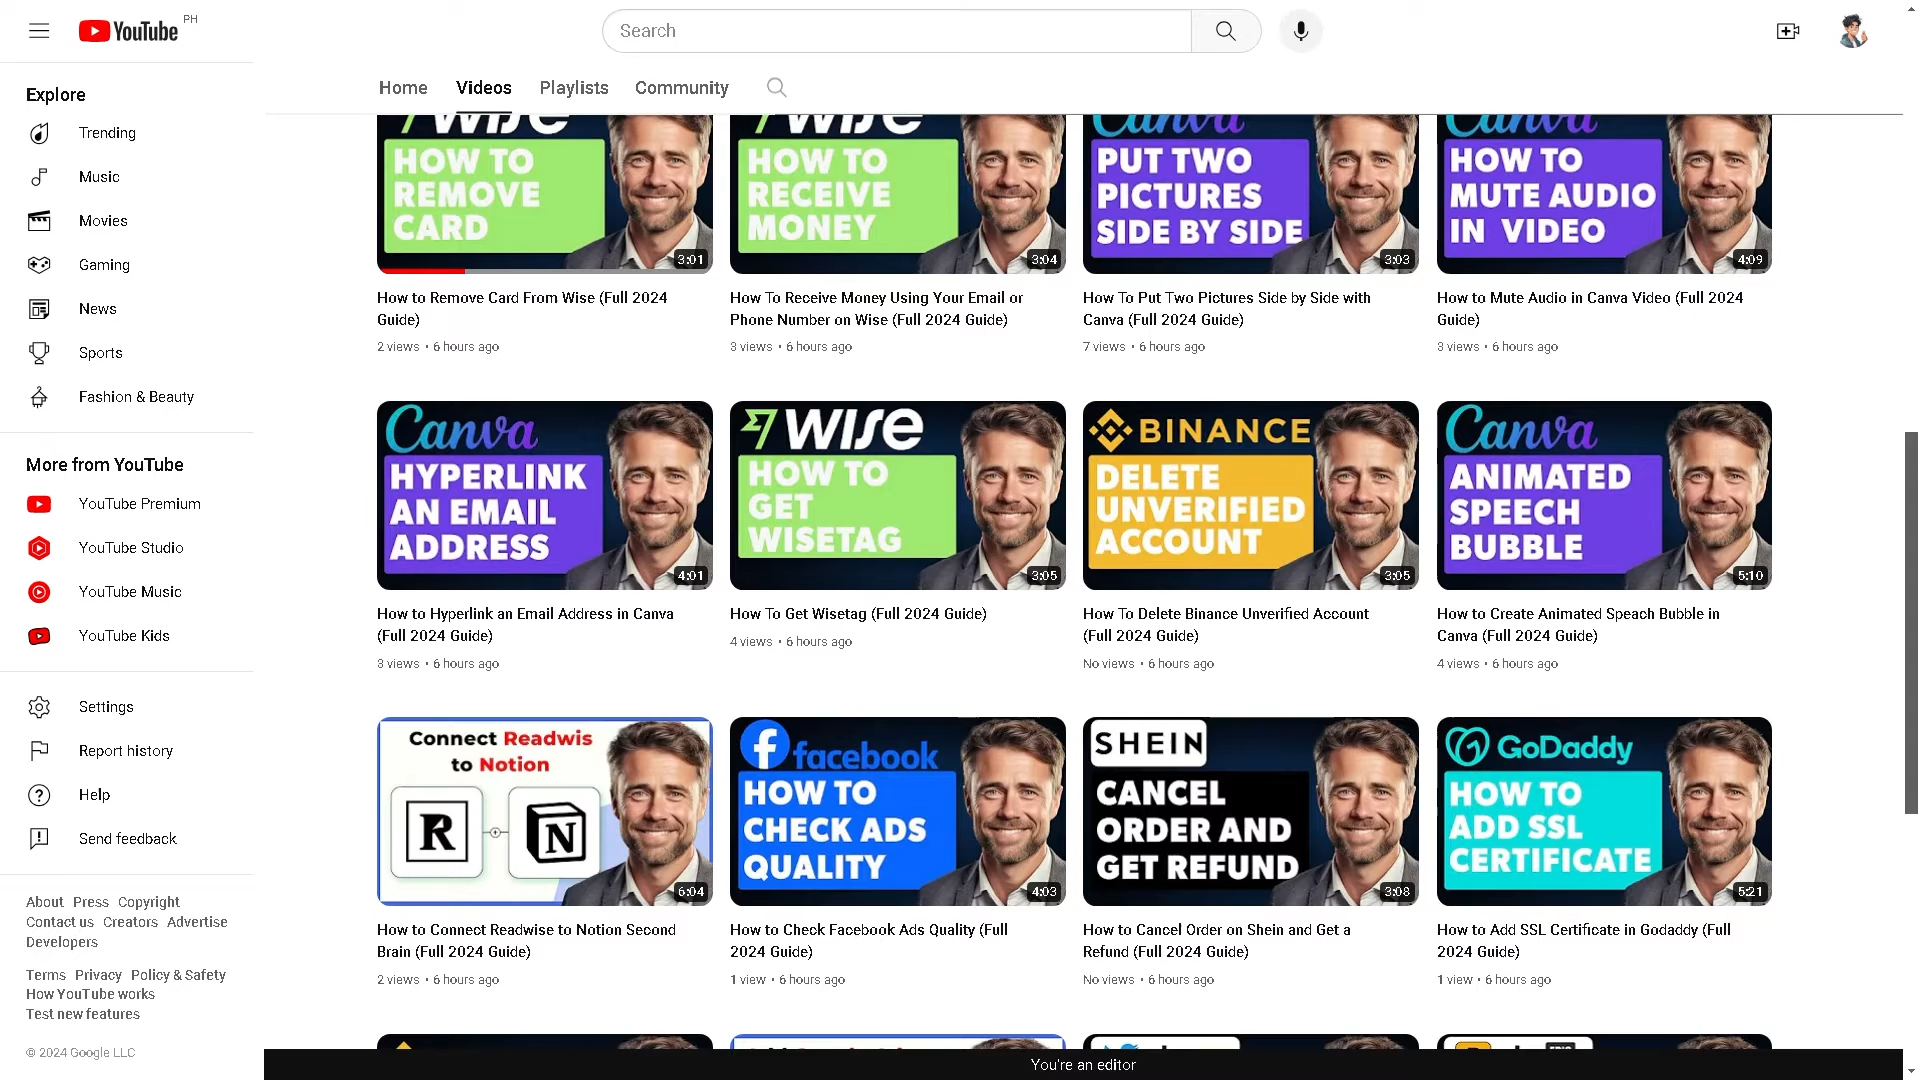 YouTube PH
Search
Home Videos Playlists Community
Explore
Trending
Music
Movies
Gaming
News
Sports
Fashion & Beauty
More from YouTube
YouTube Premium
YouTube Studio
YouTube Music
YouTube Kids
Settings
Report history
Help
Send feedback
About Press Copyright
Contact us Creators Advertise
Developers
Terms Privacy Policy & Safety
How YouTube works
Test new features
© 2024 Google LLC
WISE
HOW TO
REMOVE
CARD
3:01
How to Remove Card From Wise (Full 2024
Guide)
2 views • 6 hours ago
WISE
HOW TO
RECEIVE
MONEY
3:04
How To Receive Money Using Your Email or
Phone Number on Wise (Full 2024 Guide)
3 views • 6 hours ago
Canva
PUT TWO
PICTURES
SIDE BY SIDE
3:03
How To Put Two Pictures Side by Side with
Canva (Full 2024 Guide)
7 views • 6 hours ago
Canva
HOW TO
MUTE AUDIO
IN VIDEO
4:09
How to Mute Audio in Canva Video (Full 2024
Guide)
3 views • 6 hours ago
Canva
HYPERLINK
AN EMAIL
ADDRESS
4:01
How to Hyperlink an Email Address in Canva
(Full 2024 Guide)
3 views • 6 hours ago
WISE
HOW TO
GET
WISETAG
3:05
How To Get Wisetag (Full 2024 Guide)
4 views • 6 hours ago
BINANCE
DELETE
UNVERIFIED
ACCOUNT
3:05
How To Delete Binance Unverified Account
(Full 2024 Guide)
No views • 6 hours ago
Canva
ANIMATED
SPEECH
BUBBLE
5:10
How to Create Animated Speach Bubble in
Canva (Full 2024 Guide)
4 views • 6 hours ago
Connect Readwis
to Notion
R
N
6:04
How to Connect Readwise to Notion Second
Brain (Full 2024 Guide)
2 views • 6 hours ago
facebook
HOW TO
CHECK ADS
QUALITY
4:03
How to Check Facebook Ads Quality (Full
2024 Guide)
1 view • 6 hours ago
SHEIN
CANCEL
ORDER AND
GET REFUND
3:08
How to Cancel Order on Shein and Get a
Refund (Full 2024 Guide)
No views • 6 hours ago
GoDaddy
HOW TO
ADD SSL
CERTIFICATE
5:21
How to Add SSL Certificate in Godaddy (Full
2024 Guide)
1 view • 6 hours ago
You're an editor